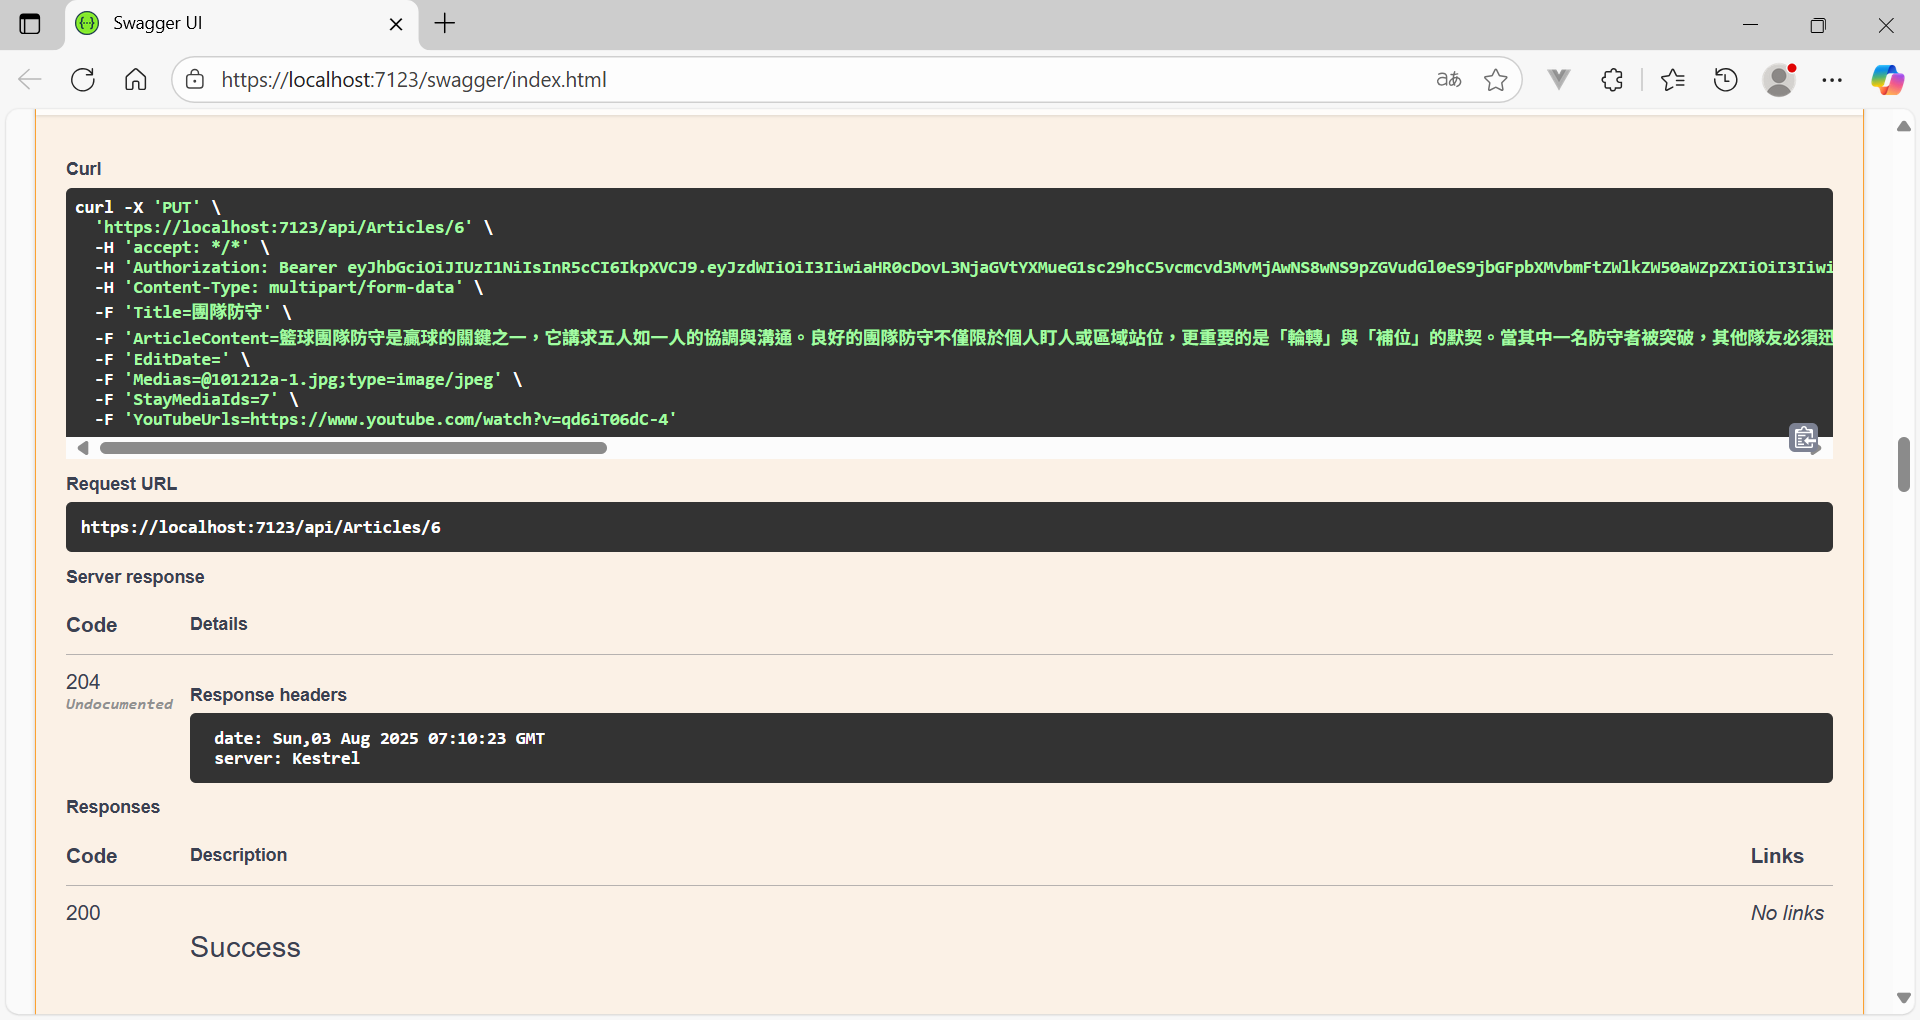 Swagger UI
https://localhost:7123/swagger/index.html
Curl
curl -X 'PUT' \
'https://localhost:7123/api/Articles/6' \
-H 'accept: */*' \
-H 'Authorization: Bearer eyJhbGciOiJIUzI1NiIsInR5cCI6IkpXVCJ9.eyJzdWIiOiI3IiwiaHR0cDovL3NjaGVtYXMueG1sc29hcC5vcmcvd3MvMjAwNS8wNS9pZGVudGl0eS9jbGFpbXMvbmFtZWlkZW50aWZpZXIiOiI3Iiwi
-H 'Content-Type: multipart/form-data' \
-F 'Title=團隊防守' \
-F 'ArticleContent=籃球團隊防守是贏球的關鍵之一，它講求五人如一人的協調與溝通。良好的團隊防守不僅限於個人盯人或區域站位，更重要的是「輪轉」與「補位」的默契。當其中一名防守者被突破，其他隊友必須迅
-F 'EditDate=' \
-F 'Medias=@101212a-1.jpg;type=image/jpeg' \
-F 'StayMediaIds=7' \
-F 'YouTubeUrls=https://www.youtube.com/watch?v=qd6iT06dC-4'
Request URL
https://localhost:7123/api/Articles/6
Server response
Code Details
204
Undocumented
Response headers
date: Sun,03 Aug 2025 07:10:23 GMT
server: Kestrel
Responses
Code Description Links
200 No links
Success